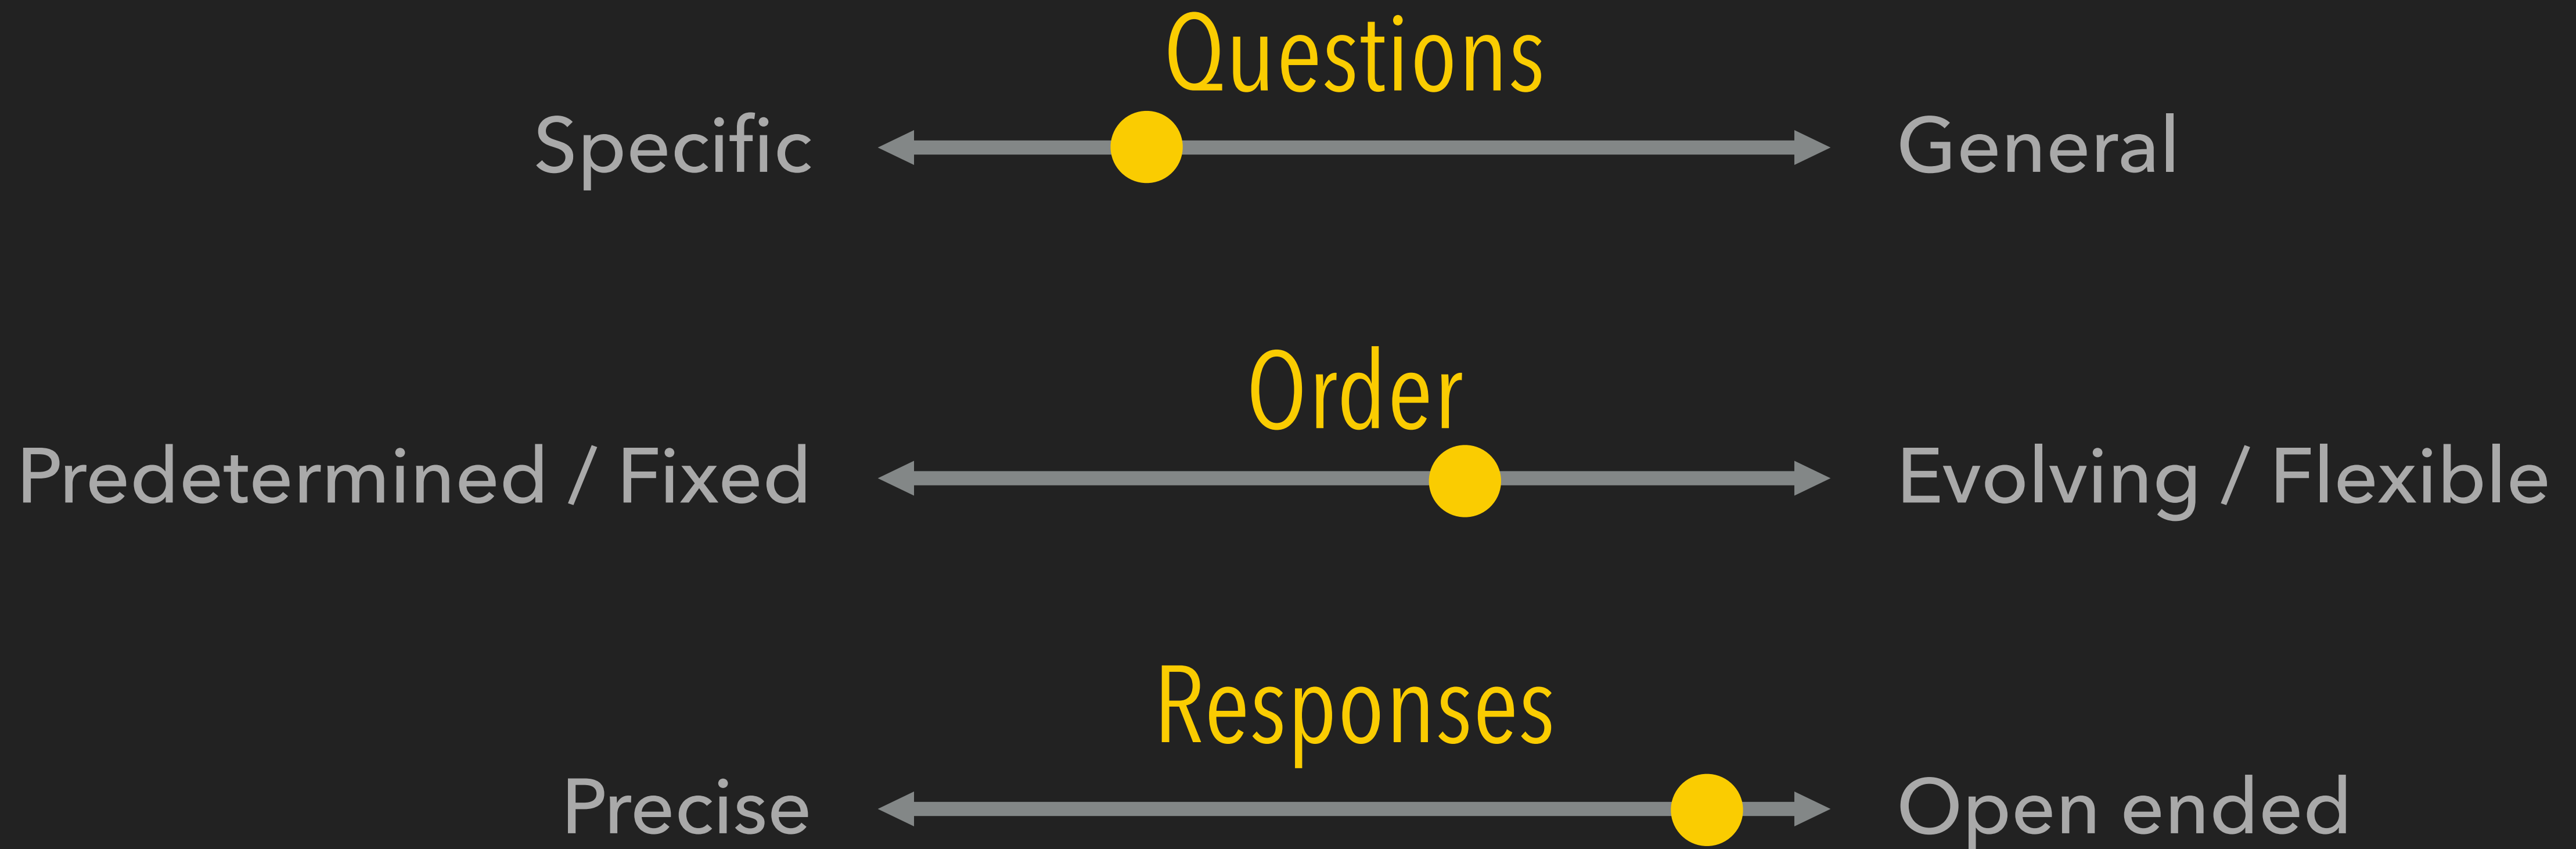 Questions
Specific General
Order
Predetermined / Fixed Evolving / Flexible
Responses
Precise Open ended